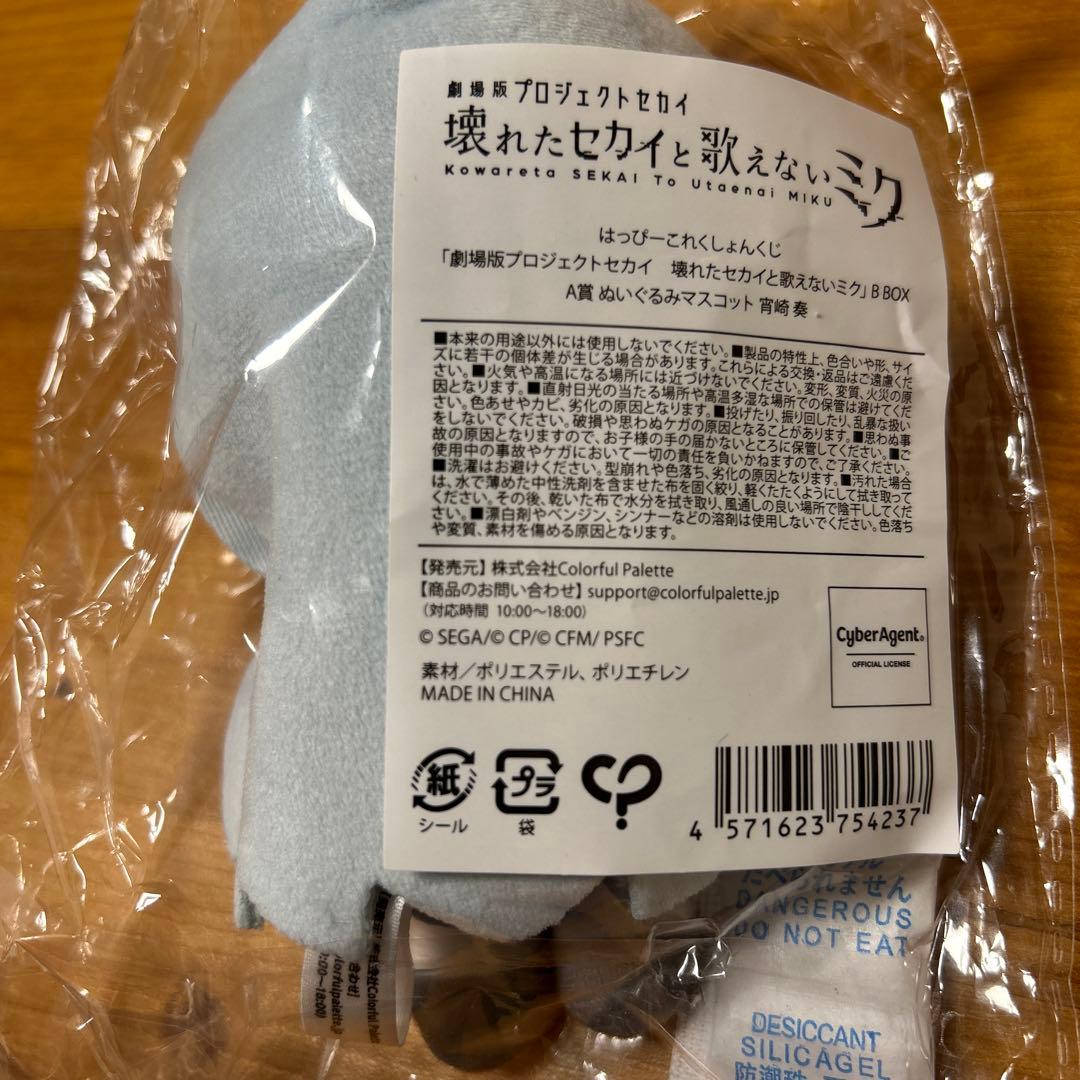 劇場版 プロジェクトセカイ
壊れたセカイと歌えないミク
Kowareta SEKAI To Utaenai MIKU
はっぴーこれくしょんくじ
「劇場版プロジェクトセカイ 壊れたセカイと歌えないミク」B BOX
A賞 ぬいぐるみマスコット 宵崎 奏
■本来の用途以外には使用しないでください。■製品の特性上、色合いや形、サイ
ズに若干の個体差が生じる場合があります。これらによる交換・返品はご遠慮くだ
さい。■火気や高温になる場所には近づけないでください。変形、変質、火災の原
因となります。■直射日光の当たる場所や高温多湿な場所での保管は避けてくだ
さい。色あせやカビ、劣化の原因となります。■投げたり、振り回したり、乱暴な扱い
をしないでください。破損や思わぬケガの原因となることがあります。■思わぬ事
故の原因となりますので、お子様の手の届かないところに保管してください。■ご
使用中の事故やケガにおいて一切の責任を負いかねますので、ご了承ください。
■洗濯はお避けください。型崩れや色落ち、劣化の原因となります。■汚れた場合
は、水で薄めた中性洗剤を含ませた布を固く絞り、軽くたたくようにして拭き取って
ください。その後、乾いた布で水分を拭き取り、風通しの良い場所で陰干ししてくだ
さい。■漂白剤やベンジン、シンナーなどの溶剤は使用しないでください。色落ち
や変質、素材を傷める原因となります。
【発売元】株式会社Colorful Palette
【商品のお問い合わせ】support@colorfulpalette.jp
（対応時間 10:00〜18:00）
© SEGA/© CP/© CFM/ PSFC
素材／ポリエステル、ポリエチレン
MADE IN CHINA
CyberAgent®
OFFICIAL LICENSE
紙
シール
プラ
袋
4 571623 754237
たべられません
DANGEROUS
DO NOT EAT
DESICCANT
SILICAGEL